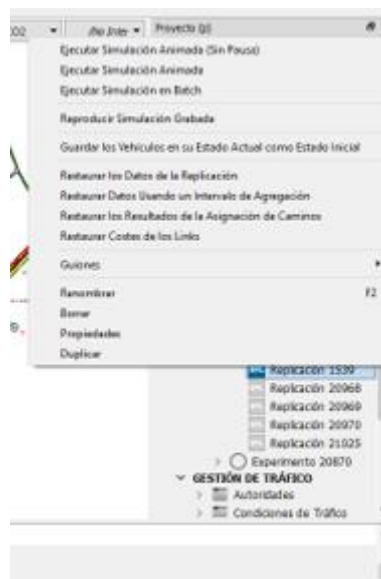 Proyecto (p)
Ejecutar Simulación Animada (Sin Pausa)
Ejecutar Simulación Animada
Ejecutar Simulación en Batch
Reproducir Simulación Grabada
Guardar los Vehículos en su Estado Actual como Estado Inicial
Restaurar los Datos de la Replicación
Restaurar Datos Usando un Intervalo de Agregación
Restaurar los Resultados de la Asignación de Caminos
Restaurar Costes de los Links
Guiones
Renombrar F2
Borrar
Propiedades
Duplicar
Replicación 1539
Replicación 20968
Replicación 20969
Replicación 20970
Replicación 21025
Experimento 20870
GESTIÓN DE TRÁFICO
Autoridades
Condiciones de Tráfico